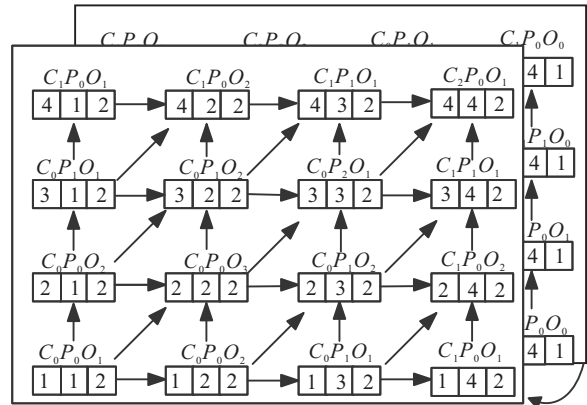 C₁P₀O₀
4 1
C₁P₀O₁ C₁P₀O₂ C₁P₁O₁ C₂P₀O₁
4 1 2 4 2 2 4 3 2 4 4 2
P₁O₀
C₀P₁O₁ C₀P₁O₂ C₀P₂O₁ C₁P₁O₁ 4 1
3 1 2 3 2 2 3 3 2 3 4 2
P₀O₁
C₀P₀O₂ C₀P₀O₃ C₀P₁O₂ C₁P₀O₂ 4 1
2 1 2 2 2 2 2 3 2 2 4 2
P₀O₀
C₀P₀O₁ C₀P₀O₂ C₀P₁O₁ C₁P₀O₁ 4 1
1 1 2 1 2 2 1 3 2 1 4 2